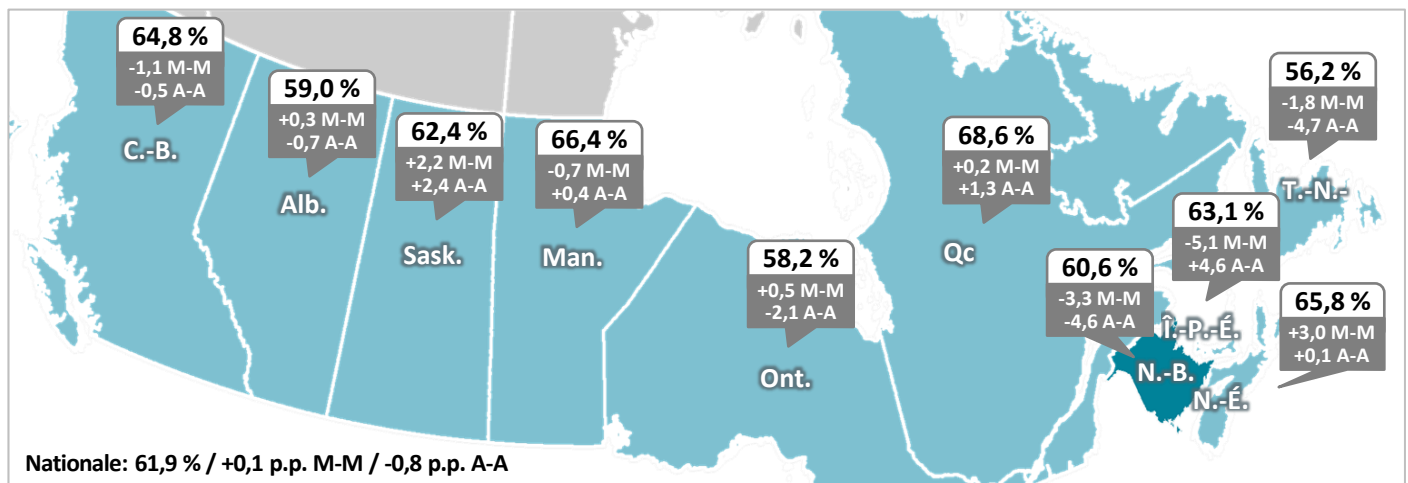 64,8 %
-1,1 M-M
-0,5 A-A
C.-B.
59,0 %
+0,3 M-M
-0,7 A-A
Alb.
62,4 %
+2,2 M-M
+2,4 A-A
Sask.
66,4 %
-0,7 M-M
+0,4 A-A
Man.
58,2 %
+0,5 M-M
-2,1 A-A
Ont.
68,6 %
+0,2 M-M
+1,3 A-A
Qc
56,2 %
-1,8 M-M
-4,7 A-A
T.-N.-
63,1 %
-5,1 M-M
+4,6 A-A
Î.-P.-É.
60,6 %
-3,3 M-M
-4,6 A-A
N.-B.
65,8 %
+3,0 M-M
+0,1 A-A
N.-É.
Nationale: 61,9 % / +0,1 p.p. M-M / -0,8 p.p. A-A